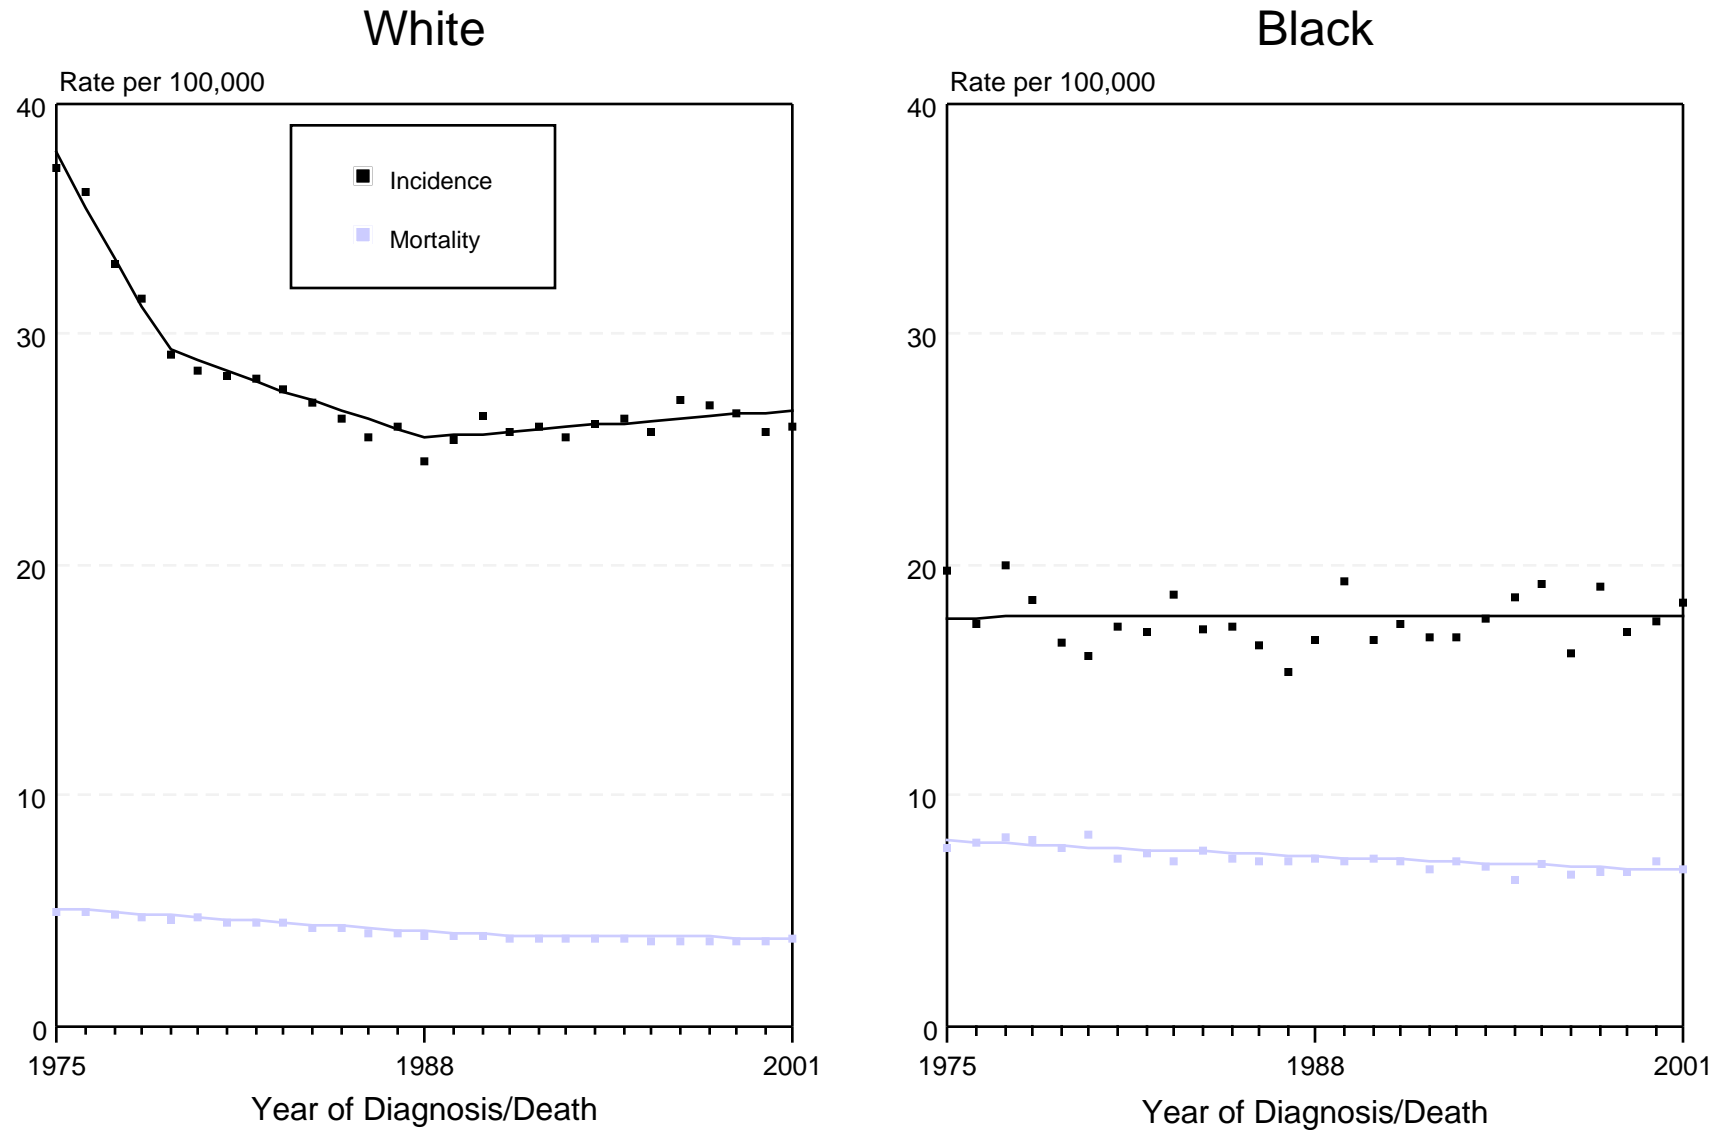 White
Rate per 100,000
40
30
20
10
0
Incidence
Mortality
1975 1988 2001
Year of Diagnosis/Death
Black
Rate per 100,000
40
30
20
10
0
1975 1988 2001
Year of Diagnosis/Death